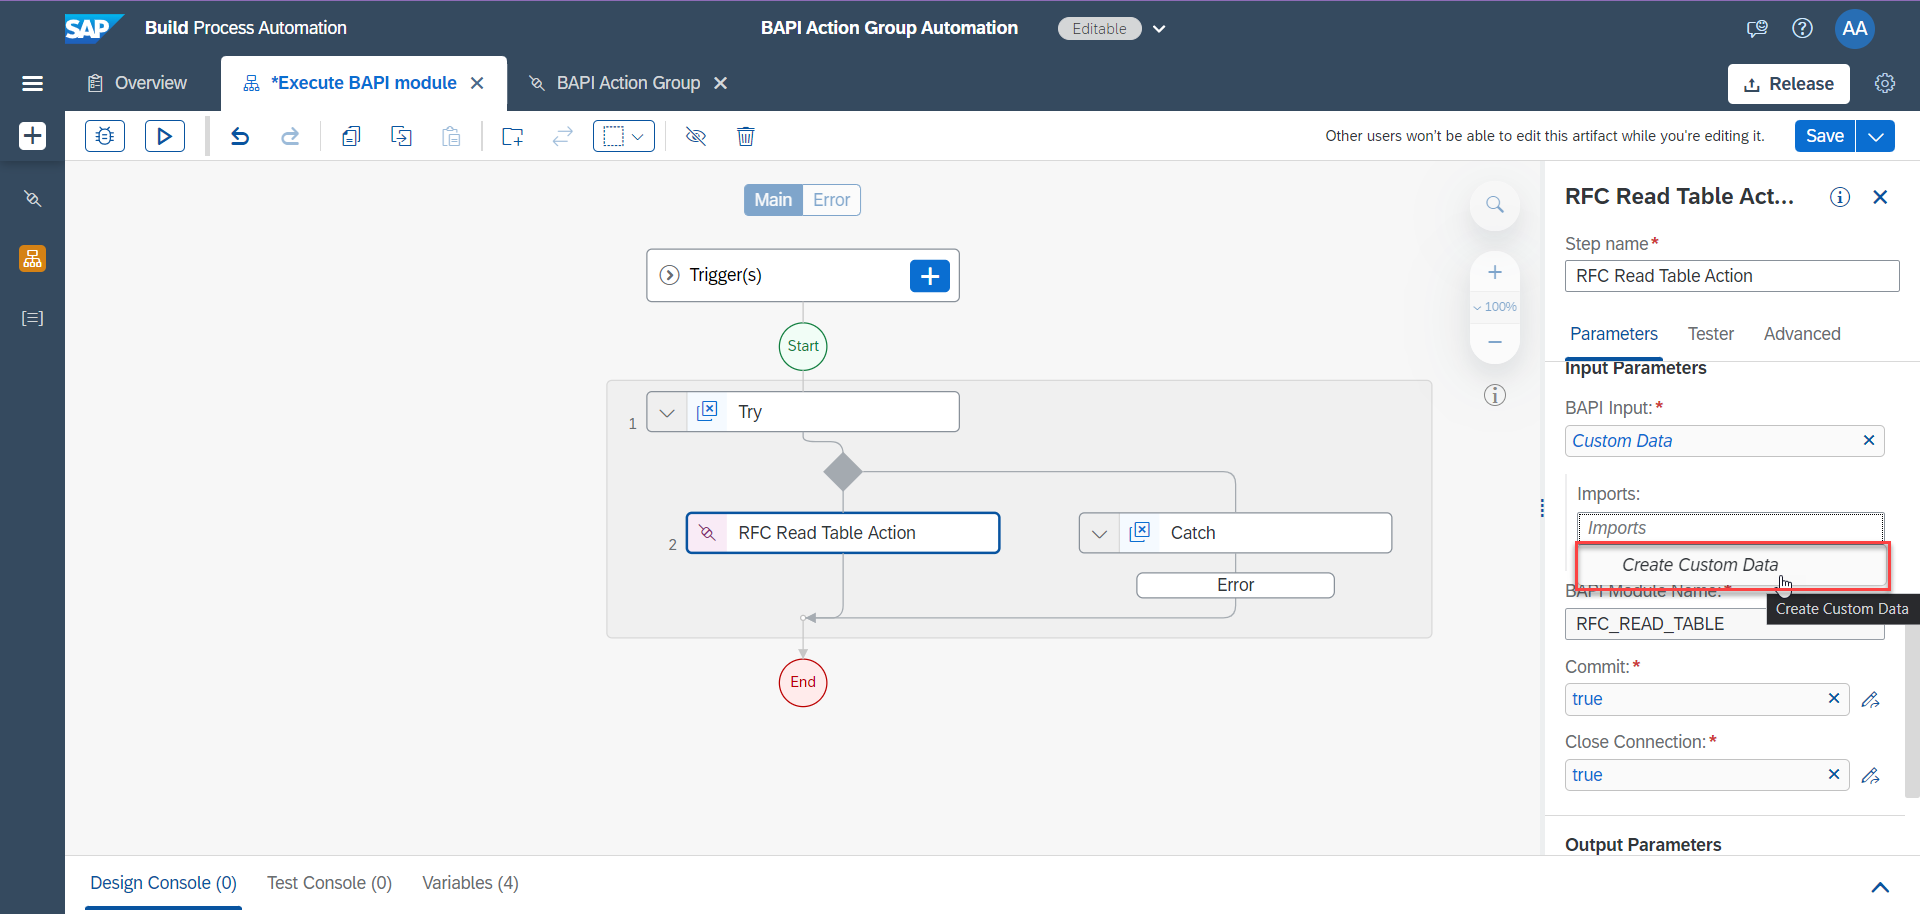 SAP Build Process Automation
BAPI Action Group Automation
Editable
AA
Overview
*Execute BAPI module
BAPI Action Group
Release
Other users won't be able to edit this artifact while you're editing it.
Save
Main
Error
Trigger(s)
Start
1
Try
2
RFC Read Table Action
Catch
Error
End
100%
RFC Read Table Act...
Step name*
RFC Read Table Action
Parameters
Tester
Advanced
Input Parameters
BAPI Input:*
Custom Data
Imports:
Imports
Create Custom Data
BAPI Module Name:*
Create Custom Data
RFC_READ_TABLE
Commit:*
true
Close Connection:*
true
Output Parameters
Design Console (0)
Test Console (0)
Variables (4)